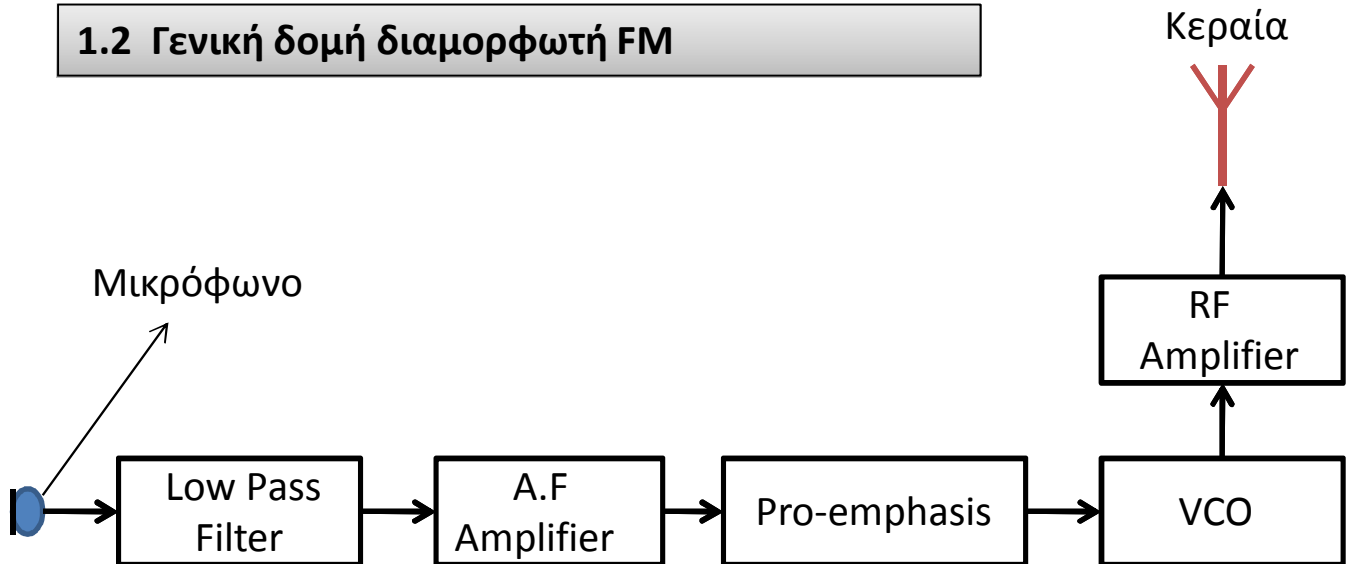 1.2 Γενική δομή διαμορφωτή FM
Κεραία
Μικρόφωνο
RF
Amplifier
Low Pass
Filter
A.F
Amplifier
Pro-emphasis
VCO